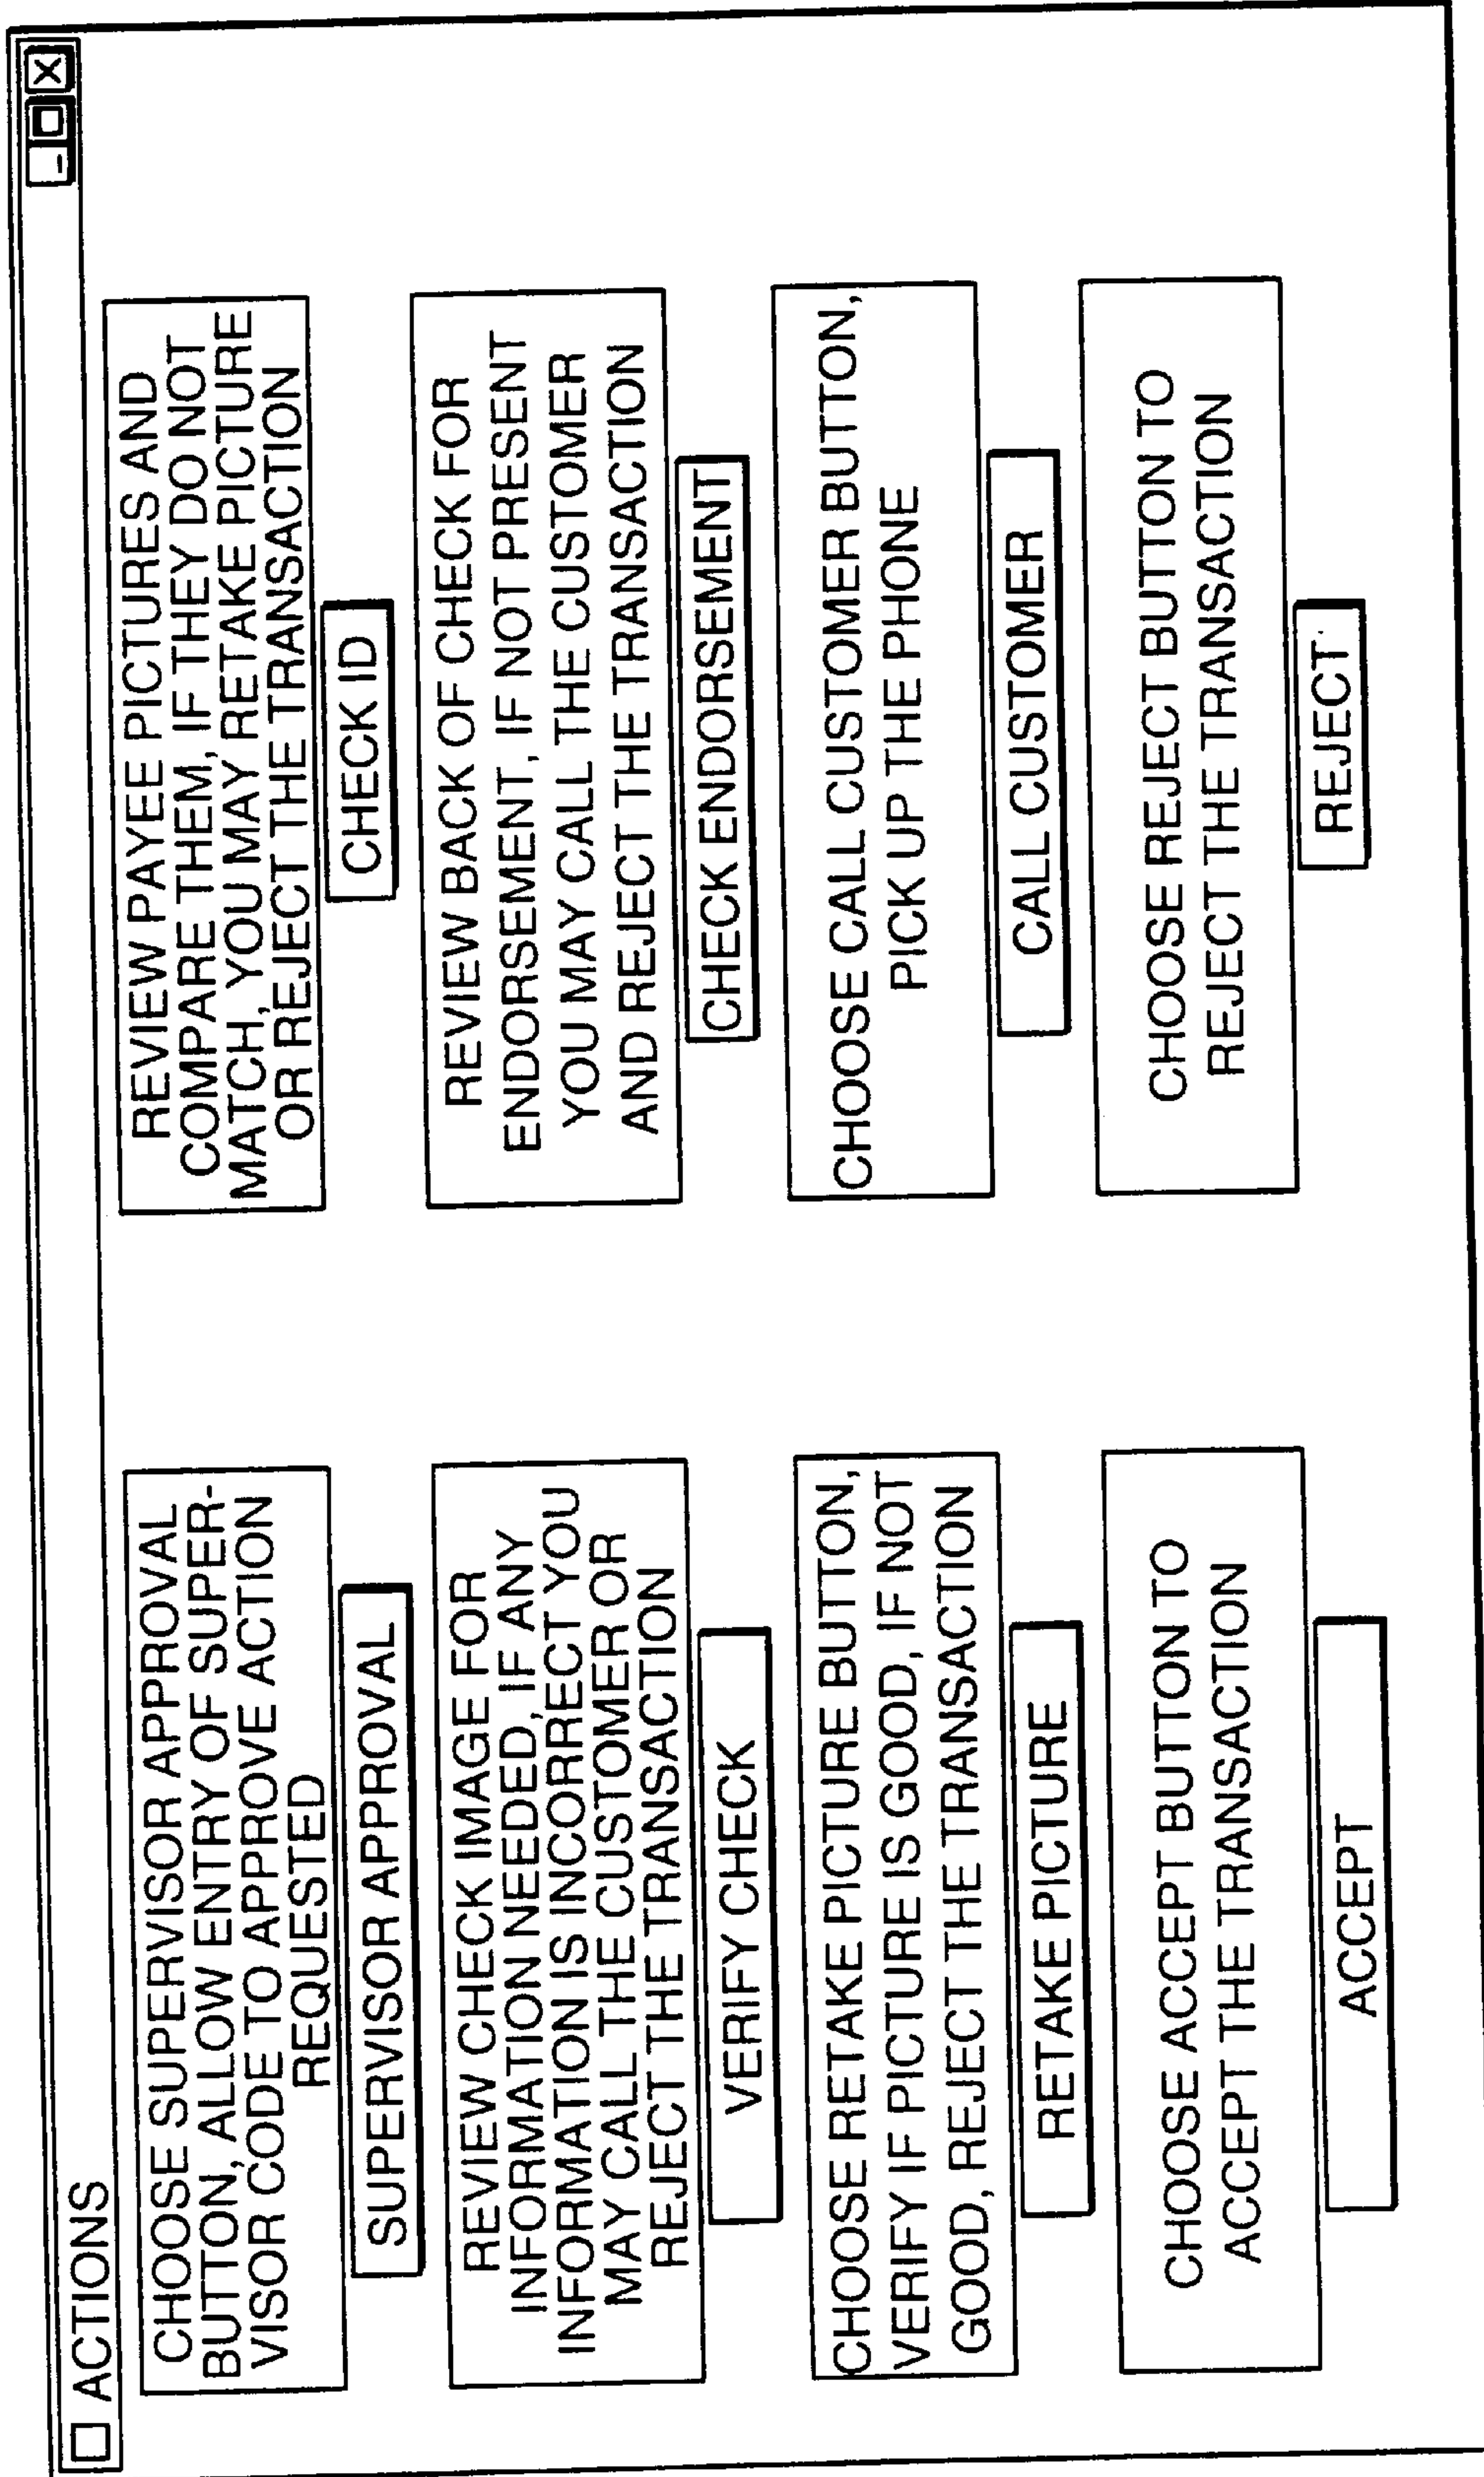 ACTIONS
CHOOSE SUPERVISOR APPROVAL
BUTTON, ALLOW ENTRY OF SUPER-
VISOR CODE TO APPROVE ACTION
REQUESTED
SUPERVISOR APPROVAL
REVIEW PAYEE PICTURES AND
COMPARE THEM, IF THEY DO NOT
MATCH, YOU MAY RETAKE PICTURE
OR REJECT THE TRANSACTION
CHECK ID
REVIEW CHECK IMAGE FOR
INFORMATION NEEDED, IF ANY
INFORMATION IS INCORRECT YOU
MAY CALL THE CUSTOMER OR
REJECT THE TRANSACTION
VERIFY CHECK
REVIEW BACK OF CHECK FOR
ENDORSEMENT, IF NOT PRESENT
YOU MAY CALL THE CUSTOMER
AND REJECT THE TRANSACTION
CHECK ENDORSEMENT
CHOOSE RETAKE PICTURE BUTTON,
VERIFY IF PICTURE IS GOOD, IF NOT
GOOD, REJECT THE TRANSACTION
RETAKE PICTURE
CHOOSE CALL CUSTOMER BUTTON,
PICK UP THE PHONE
CALL CUSTOMER
CHOOSE ACCEPT BUTTON TO
ACCEPT THE TRANSACTION
ACCEPT
CHOOSE REJECT BUTTON TO
REJECT THE TRANSACTION
REJECT